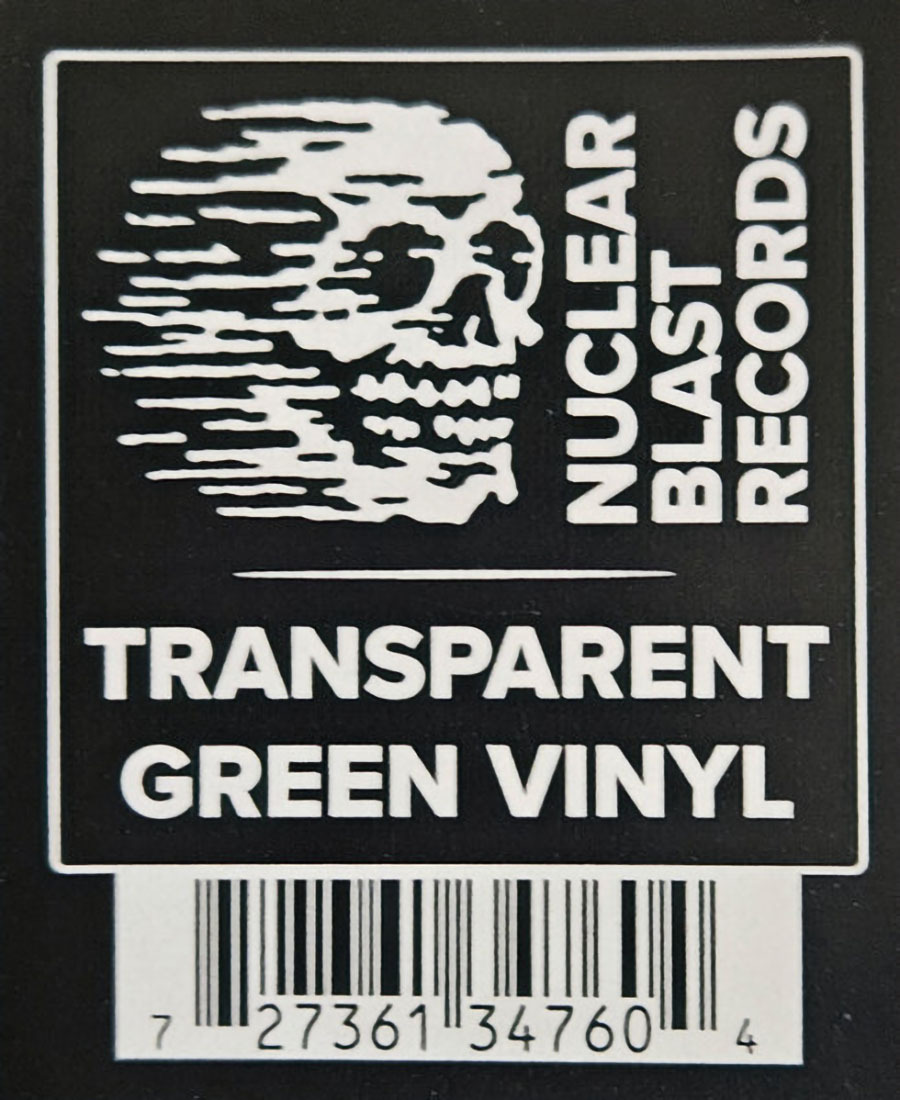 NUCLEAR
BLAST
RECORDS
TRANSPARENT
GREEN VINYL
7 27361 34760 4